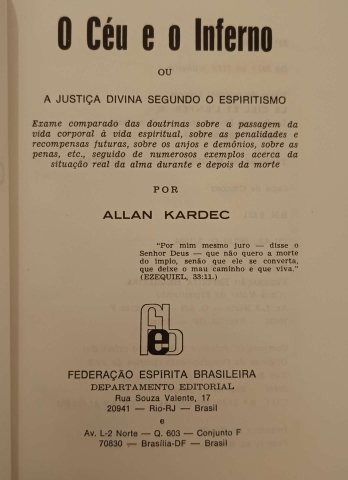 O Céu e o Inferno
OU
A JUSTIÇA DIVINA SEGUNDO O ESPIRITISMO
Exame comparado das doutrinas sobre a passagem da
vida corporal à vida espiritual, sobre as penalidades e
recompensas futuras, sobre os anjos e demônios, sobre as
penas, etc., seguido de numerosos exemplos acerca da
situação real da alma durante e depois da morte
POR
ALLAN KARDEC
"Por mim mesmo juro — disse o
Senhor Deus — que não quero a morte
do ímpio, senão que ele se converta,
que deixe o mau caminho e que viva."
(EZEQUIEL, 33:11.)
feb
FEDERAÇÃO ESPÍRITA BRASILEIRA
DEPARTAMENTO EDITORIAL
Rua Souza Valente, 17
20941 — Rio-RJ — Brasil
e
Av. L-2 Norte — Q. 603 — Conjunto F
70830 — Brasília-DF — Brasil